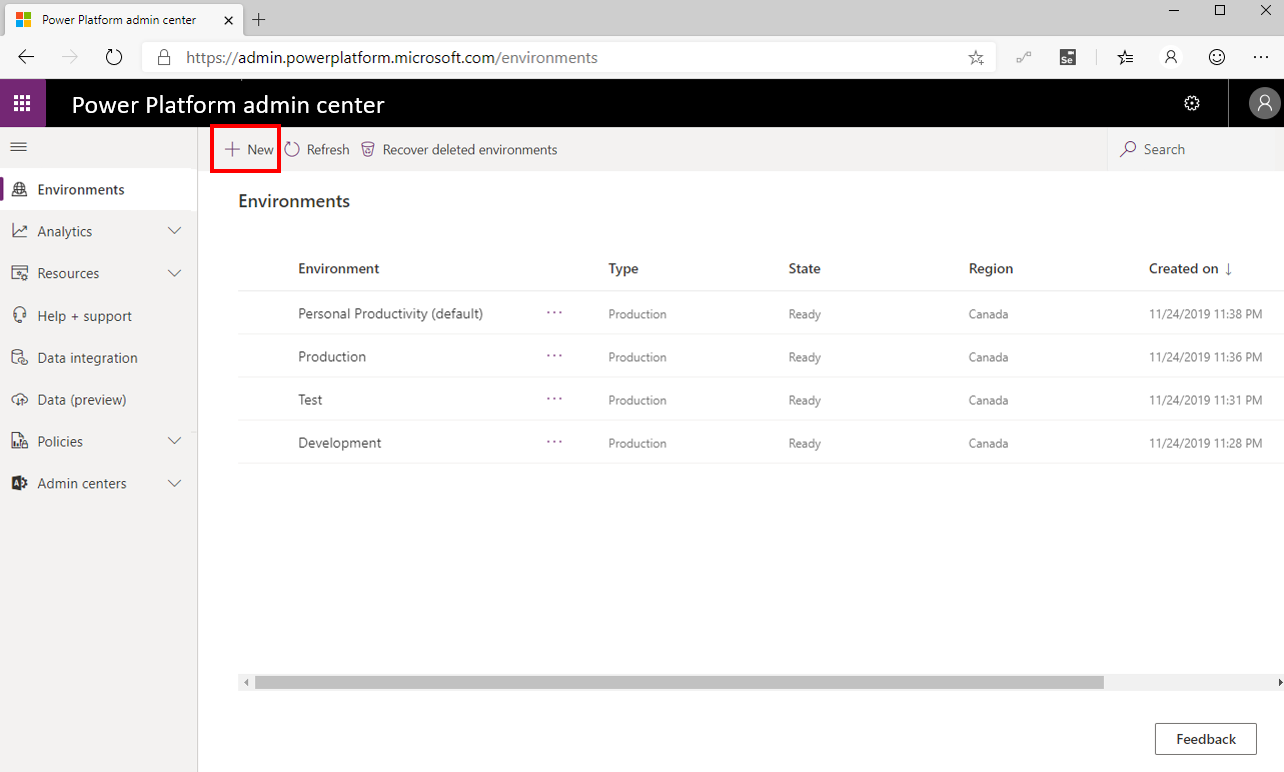 Power Platform admin center
https://admin.powerplatform.microsoft.com/environments
Se
Power Platform admin center
New Refresh Recover deleted environments Search
Environments
Analytics
Resources
Help + support
Data integration
Data (preview)
Policies
Admin centers
Environments
Environment Type State Region Created on ↓
Personal Productivity (default) ... Production Ready Canada 11/24/2019 11:38 PM
Production ... Production Ready Canada 11/24/2019 11:36 PM
Test ... Production Ready Canada 11/24/2019 11:31 PM
Development ... Production Ready Canada 11/24/2019 11:28 PM
Feedback